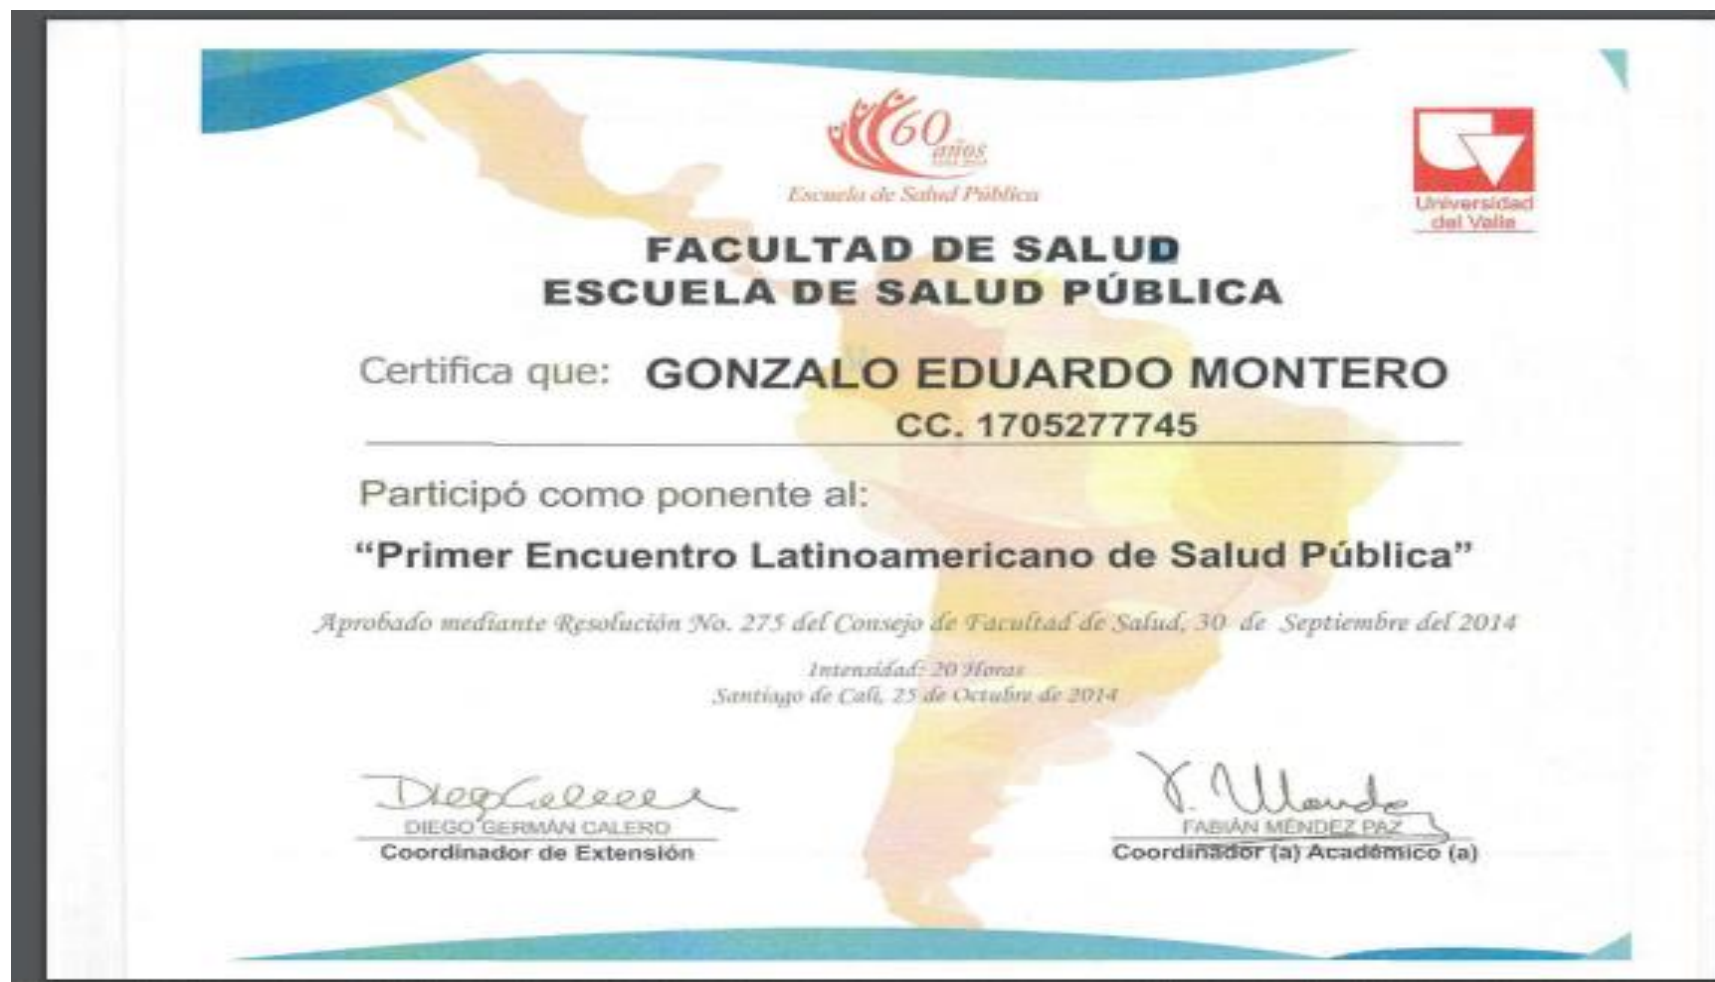 60
años
Escuela de Salud Pública
Universidad
del Valle
FACULTAD DE SALUD
ESCUELA DE SALUD PÚBLICA
Certifica que: GONZALO EDUARDO MONTERO
CC. 1705277745
Participó como ponente al:
“Primer Encuentro Latinoamericano de Salud Pública”
Aprobado mediante Resolución No. 275 del Consejo de Facultad de Salud, 30 de Septiembre del 2014
Intensidad: 20 Horas
Santiago de Cali, 25 de Octubre de 2014
Diego Calero
DIEGO GERMÁN CALERO
Coordinador de Extensión
FABIÁN MÉNDEZ PAZ
Coordinador (a) Académico (a)